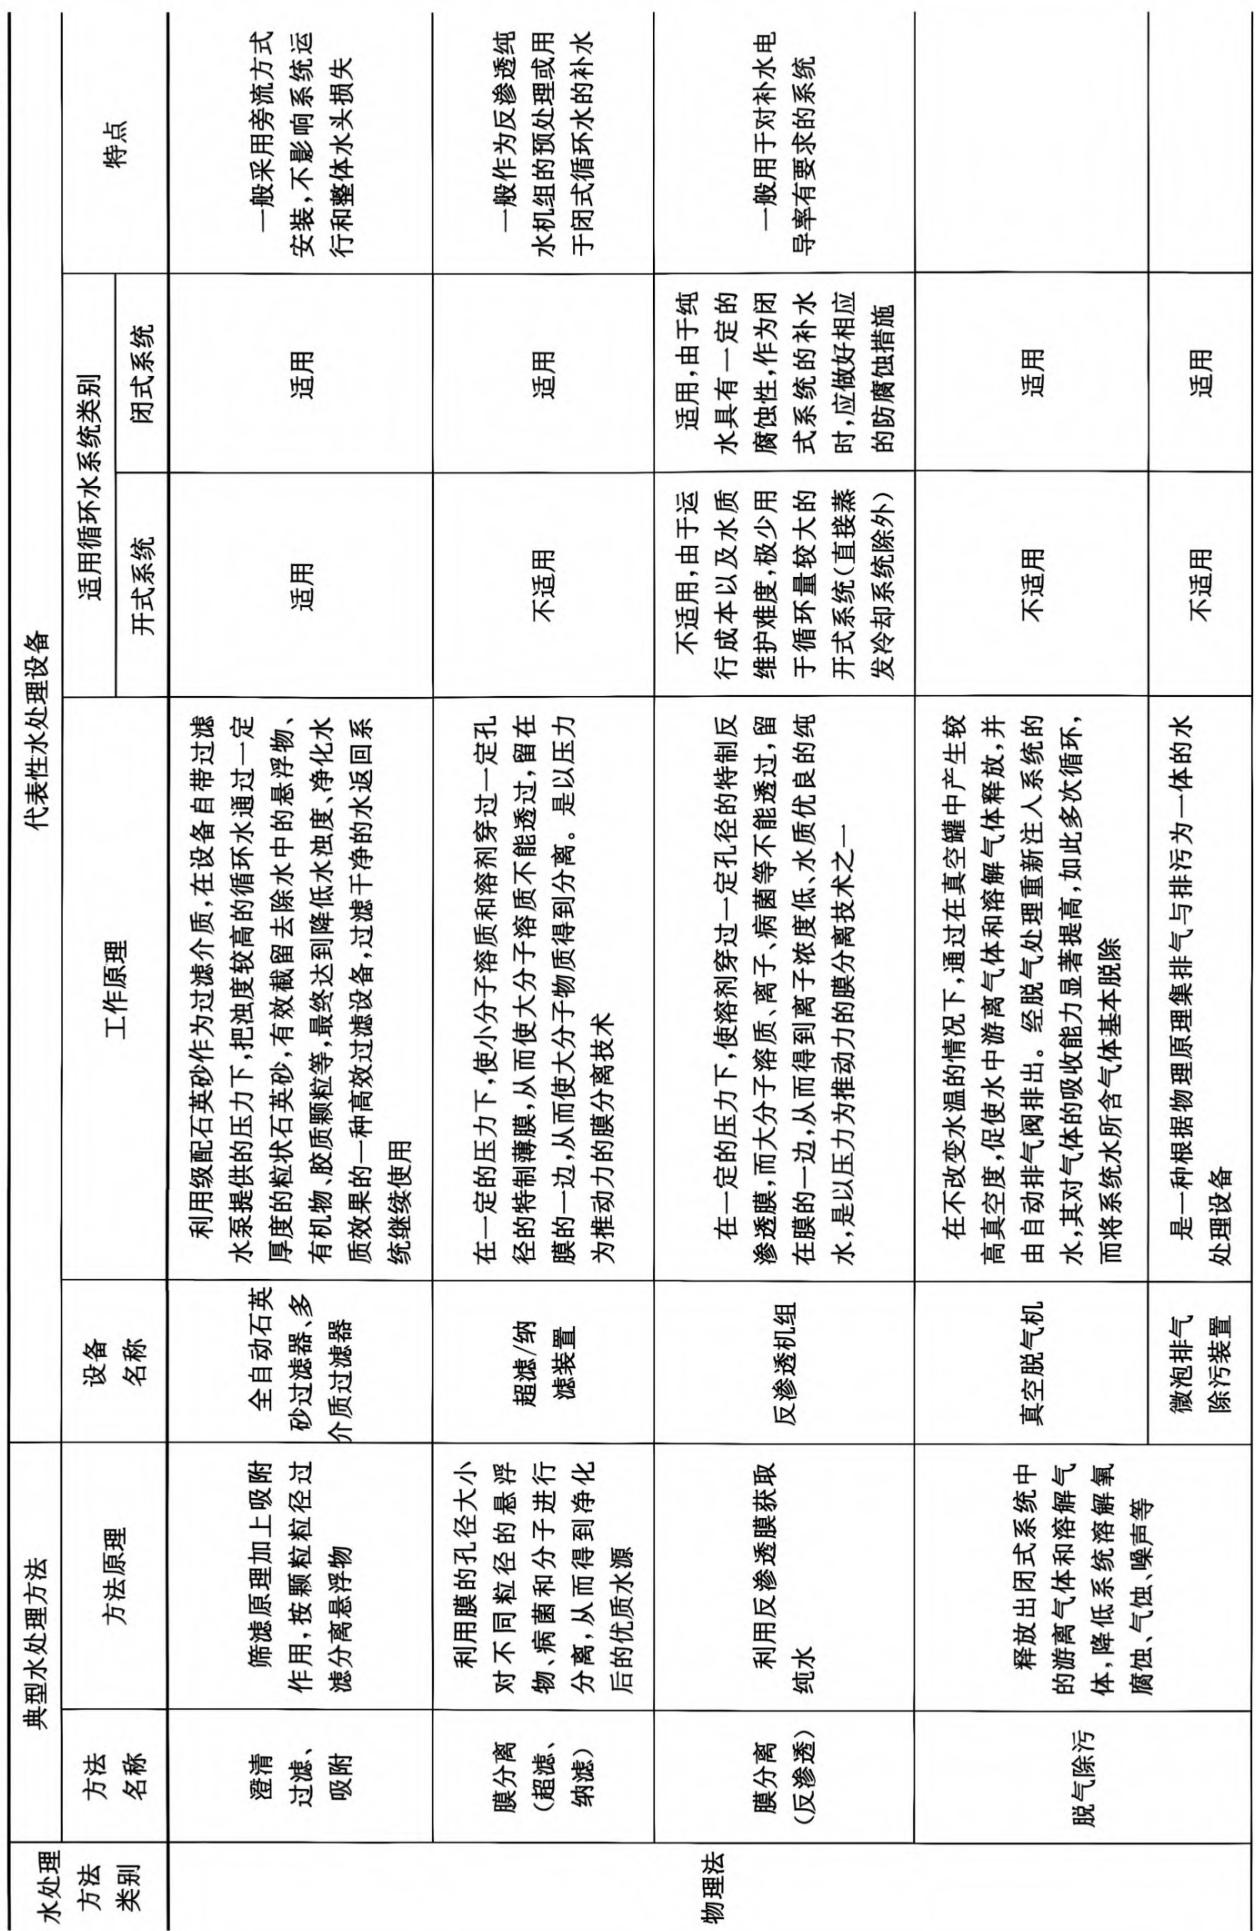 水处理
方法
类别
典型水处理方法
代表性水处理设备
方法
名称
方法原理
设备
名称
工作原理
适用循环水系统类别
开式系统
闭式系统
特点
物理法
澄清
过滤、
吸附
筛滤原理加上吸附
作用,按颗粒粒径过
滤分离悬浮物
全自动石英
砂过滤器、多
介质过滤器
利用级配石英砂作为过滤介质,在设备自带过滤
水泵提供的压力下,把浊度较高的循环水通过一定
厚度的粒状石英砂,有效截留去除水中的悬浮物、
有机物、胶质颗粒等,最终达到降低水浊度、净化水
质效果的一种高效过滤设备,过滤干净的水返回系
统继续使用
适用
适用
一般采用旁流方式
安装,不影响系统运
行和整体水头损失
膜分离
(超滤、
纳滤)
利用膜的孔径大小
对不同粒径的悬浮
物、病菌和分子进行
分离,从而得到净化
后的优质水源
超滤/纳
滤装置
在一定的压力下,使小分子溶质和溶剂穿过一定孔
径的特制薄膜,从而使大分子溶质不能透过,留在
膜的一边,从而使大分子物质得到分离。是以压力
为推动力的膜分离技术
不适用
适用
一般作为反渗透纯
水机组的预处理或用
于闭式循环水的补水
膜分离
(反渗透)
利用反渗透膜获取
纯水
反渗透机组
在一定的压力下,使溶剂穿过一定孔径的特制反
渗透膜,而大分子溶质、离子、病菌等不能透过,留
在膜的一边,从而得到离子浓度低、水质优良的纯
水,是以压力为推动力的膜分离技术之一
不适用,由于运
行成本以及水质
维护难度,极少用
于循环量较大的
开式系统(直接蒸
发冷却系统除外)
适用,由于纯
水具有一定的
腐蚀性,作为闭
式系统的补水
时,应做好相应
的防腐蚀措施
一般用于对补水电
导率有要求的系统
脱气除污
释放出闭式系统中
的游离气体和溶解气
体,降低系统溶解氧
腐蚀、气蚀、噪声等
真空脱气机
在不改变水温的情况下,通过在真空罐中产生较
高真空度,促使水中游离气体和溶解气体释放,并
由自动排气阀排出。经脱气处理重新注入系统的
水,其对气体的吸收能力显著提高,如此多次循环,
而将系统水所含气体基本脱除
不适用
适用
微泡排气
除污装置
是一种根据物理原理集排气与排污为一体的水
处理设备
不适用
适用